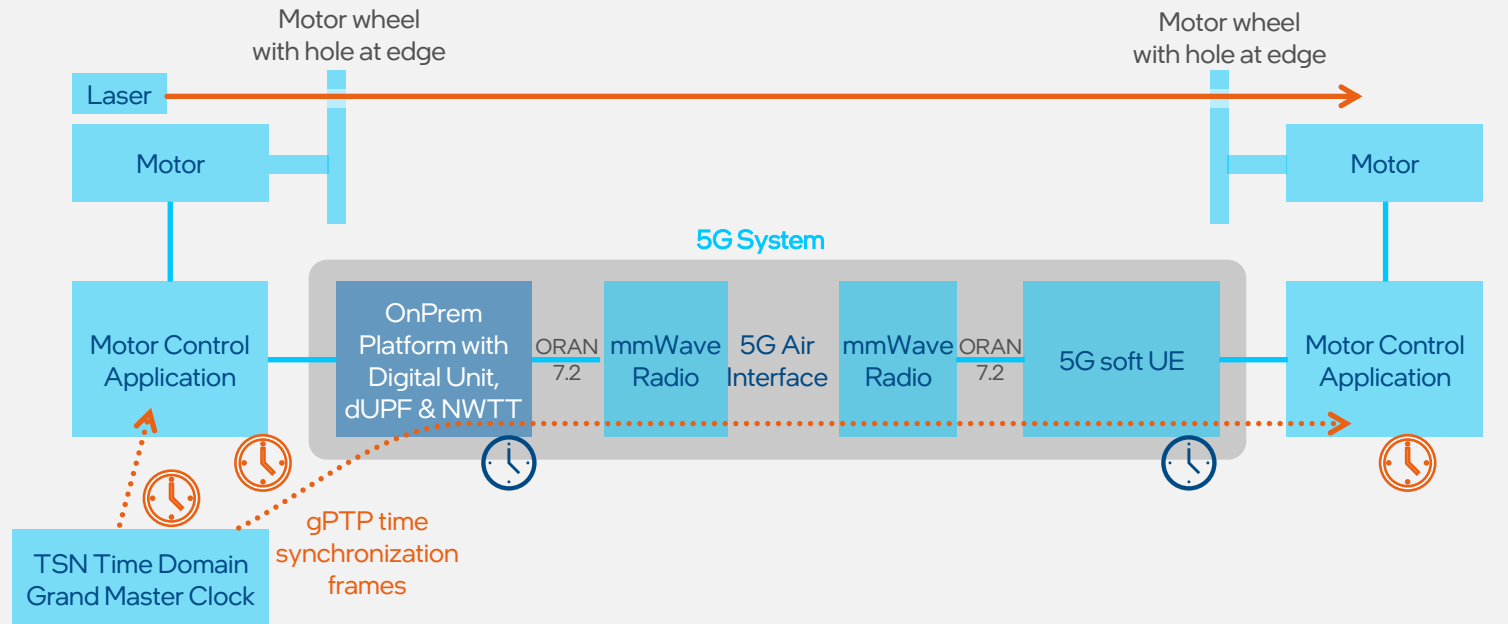 Motor wheel
with hole at edge
Motor wheel
with hole at edge
Laser
Motor
Motor
5G System
Motor Control
Application
OnPrem
Platform with
Digital Unit,
dUPF & NWTT
ORAN
7.2
mmWave
Radio
5G Air
Interface
mmWave
Radio
ORAN
7.2
5G soft UE
Motor Control
Application
gPTP time
synchronization
frames
TSN Time Domain
Grand Master Clock